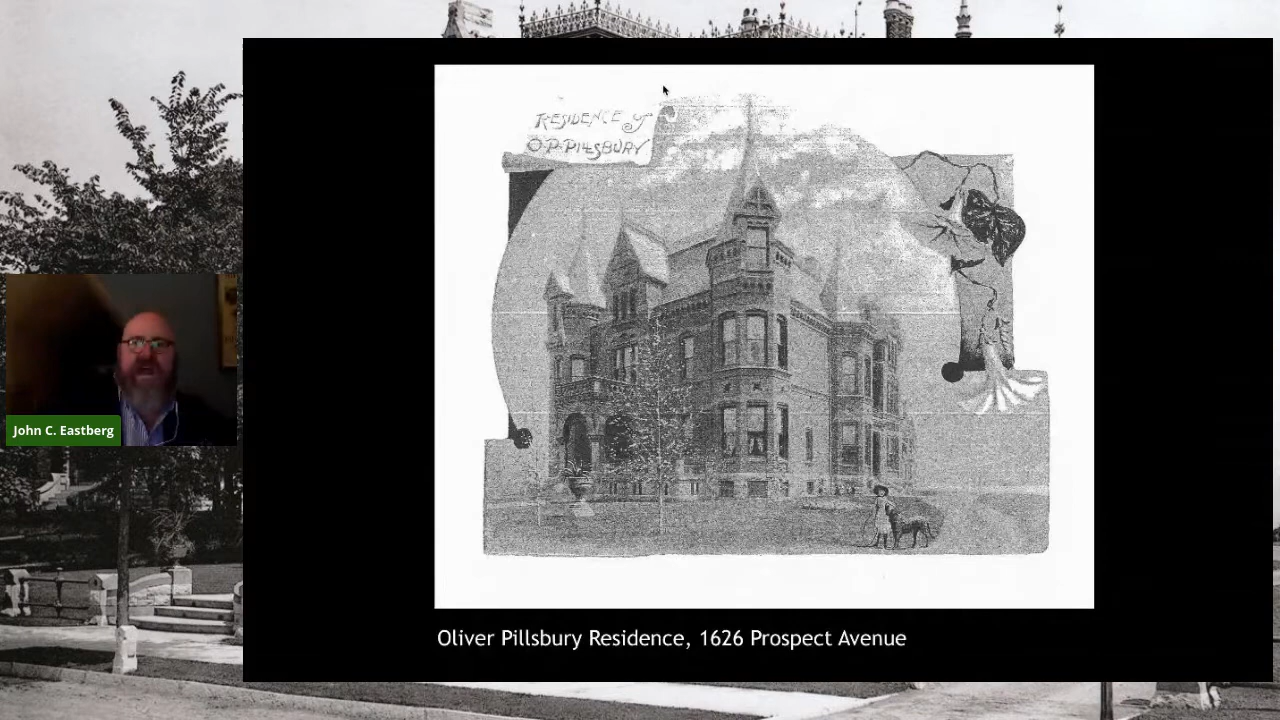 RESIDENCE of
O.P. PILLSBURY
John C. Eastberg
Oliver Pillsbury Residence, 1626 Prospect Avenue